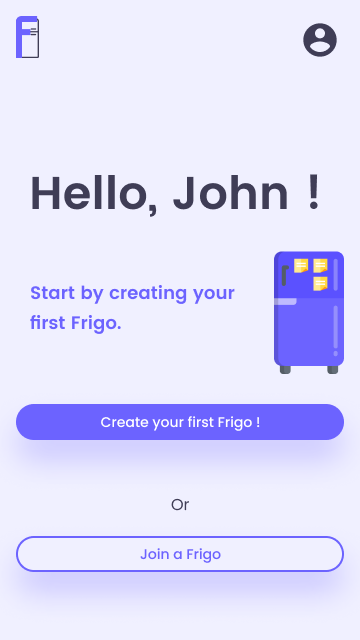 Hello, John !
Start by creating your
first Frigo.
Create your first Frigo !
Or
Join a Frigo